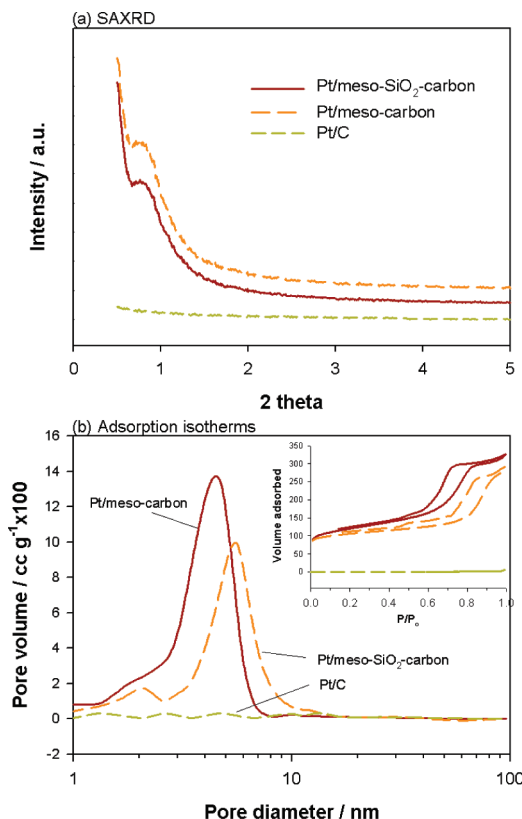 (a) SAXRD
Intensity / a.u.
Pt/meso-SiO₂-carbon
Pt/meso-carbon
Pt/C
0 1 2 3 4 5
2 theta
(b) Adsorption isotherms
Pore volume / cc g⁻¹x100
16
14
12
10
8
6
4
2
0
-2
Pt/meso-carbon
Pt/meso-SiO₂-carbon
Pt/C
Volume adsorbed
350
300
250
200
150
100
50
0
0.0 0.2 0.4 0.6 0.8 1.0
P/Pₒ
1 10 100
Pore diameter / nm